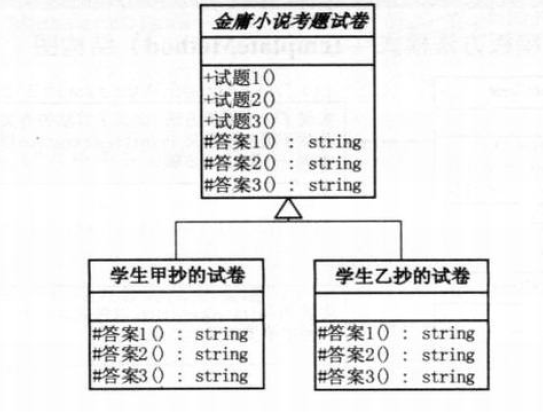 金庸小说考题试卷
+试题1()
+试题2()
+试题3()
#答案1() : string
#答案2() : string
#答案3() : string
学生甲抄的试卷
#答案1() : string
#答案2() : string
#答案3() : string
学生乙抄的试卷
#答案1() : string
#答案2() : string
#答案3() : string